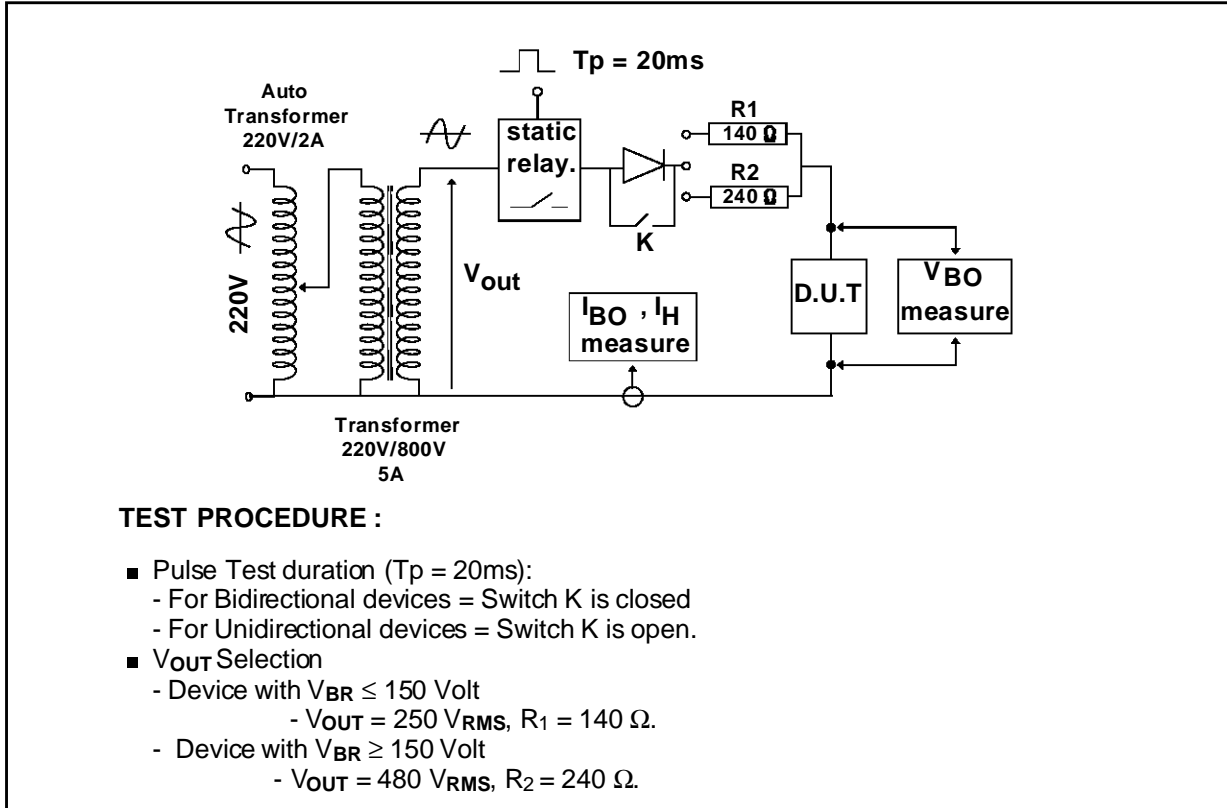 Tp = 20ms
Auto
Transformer
220V/2A
static
relay.
R1
140 Ω
R2
240 Ω
K
220V
Vout
IBO , IH
measure
D.U.T
VBO
measure
Transformer
220V/800V
5A
TEST PROCEDURE :
■ Pulse Test duration (Tp = 20ms):
- For Bidirectional devices = Switch K is closed
- For Unidirectional devices = Switch K is open.
■ VOUT Selection
- Device with VBR ≤ 150 Volt
- VOUT = 250 VRMS, R1 = 140 Ω.
- Device with VBR ≥ 150 Volt
- VOUT = 480 VRMS, R2 = 240 Ω.